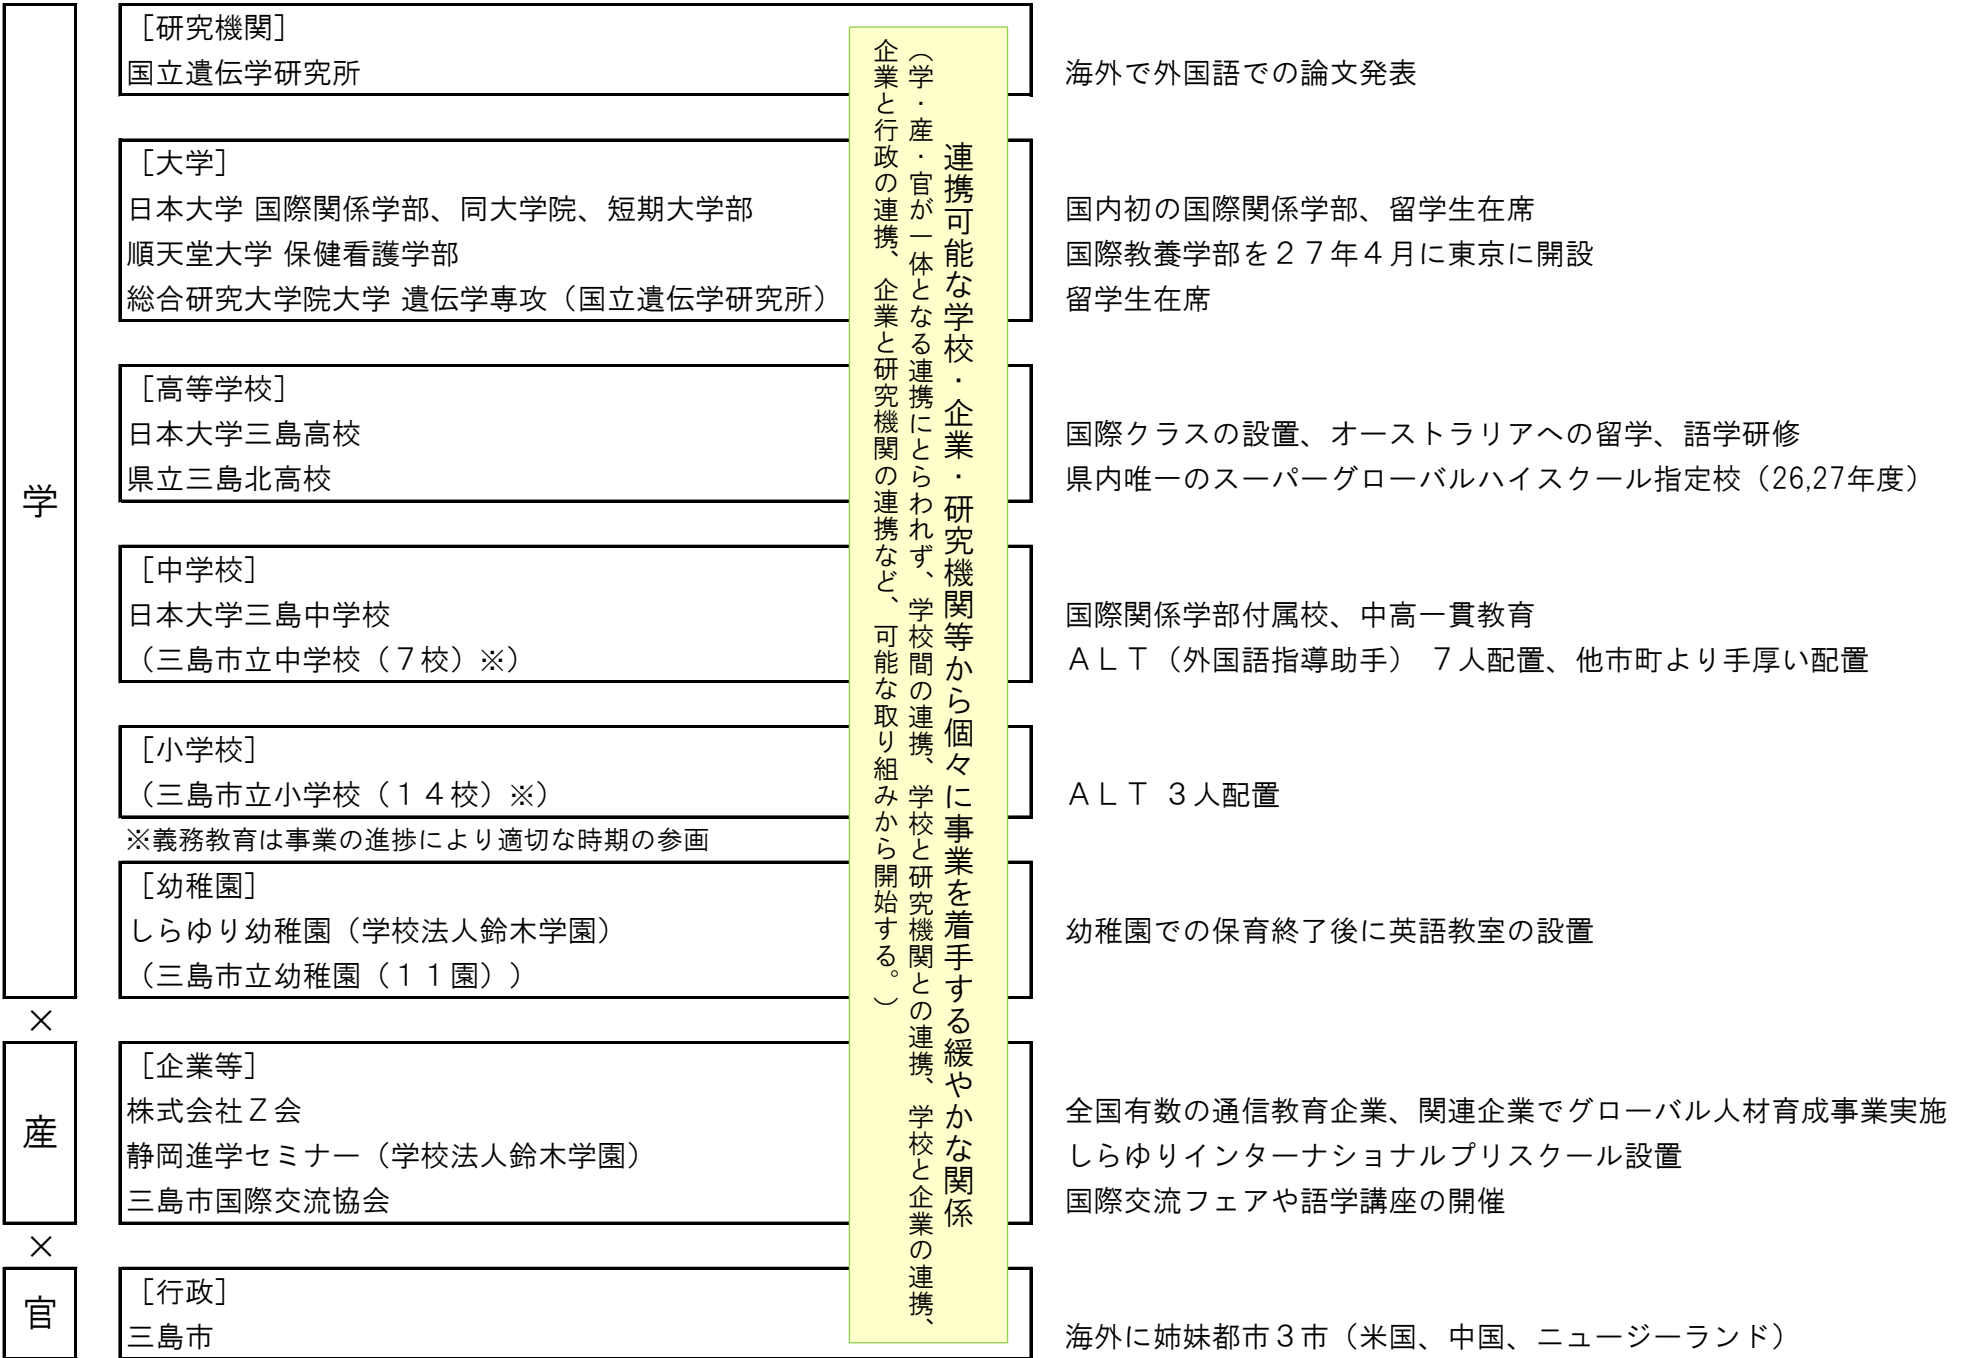 学
［研究機関］
国立遺伝学研究所
海外で外国語での論文発表
［大学］
日本大学 国際関係学部、同大学院、短期大学部
国内初の国際関係学部、留学生在席
順天堂大学 保健看護学部
国際教養学部を２７年４月に東京に開設
総合研究大学院大学 遺伝学専攻（国立遺伝学研究所）
留学生在席
［高等学校］
日本大学三島高校
国際クラスの設置、オーストラリアへの留学、語学研修
県立三島北高校
県内唯一のスーパーグローバルハイスクール指定校（26,27年度）
［中学校］
日本大学三島中学校
国際関係学部付属校、中高一貫教育
（三島市立中学校（７校）※）
ＡＬＴ（外国語指導助手） ７人配置、他市町より手厚い配置
［小学校］
（三島市立小学校（１４校）※）
ＡＬＴ ３人配置
※義務教育は事業の進捗により適切な時期の参画
［幼稚園］
しらゆり幼稚園（学校法人鈴木学園）
幼稚園での保育終了後に英語教室の設置
（三島市立幼稚園（１１園））
×
産
［企業等］
株式会社Ｚ会
全国有数の通信教育企業、関連企業でグローバル人材育成事業実施
静岡進学セミナー（学校法人鈴木学園）
しらゆりインターナショナルプリスクール設置
三島市国際交流協会
国際交流フェアや語学講座の開催
×
官
［行政］
三島市
海外に姉妹都市３市（米国、中国、ニュージーランド）
連携可能な学校・企業・研究機関等から個々に事業を着手する緩やかな関係
（学・産・官が一体となる連携にとらわれず、学校間の連携、学校と研究機関との連携、学校と企業の連携、
企業と行政の連携、企業と研究機関の連携など、可能な取り組みから開始する。）